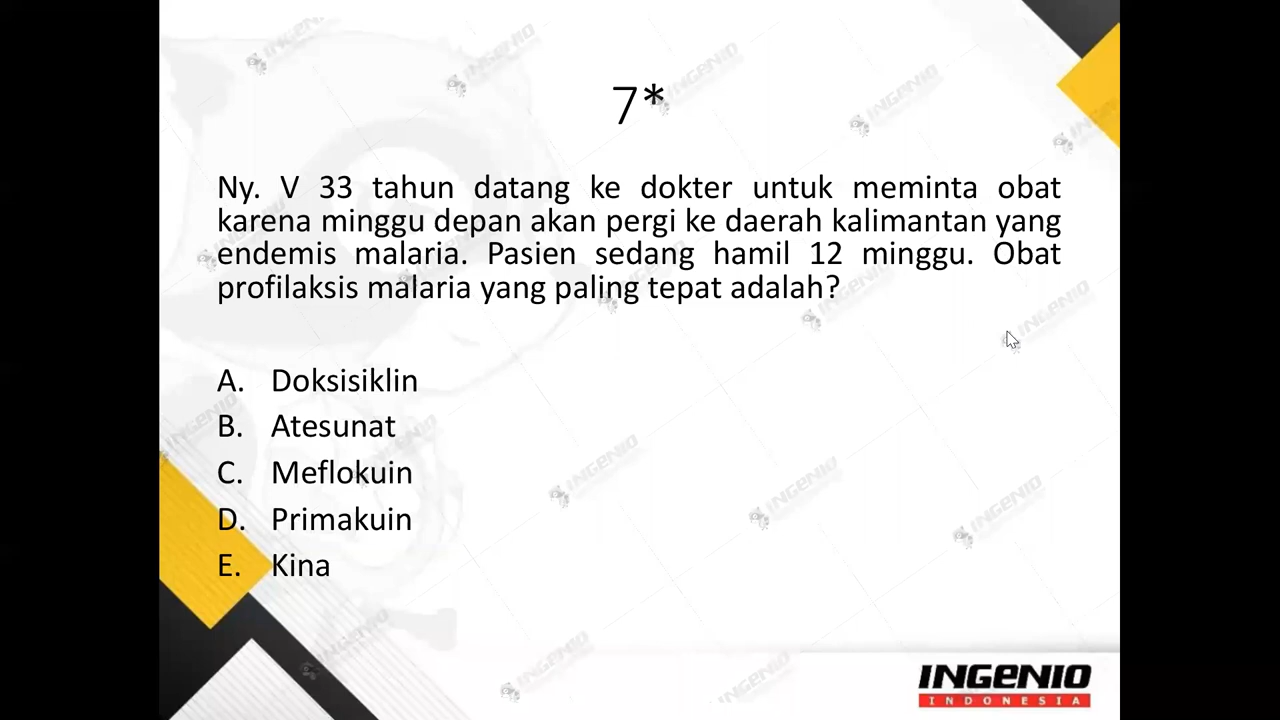 7*
Ny. V 33 tahun datang ke dokter untuk meminta obat
karena minggu depan akan pergi ke daerah kalimantan yang
endemis malaria. Pasien sedang hamil 12 minggu. Obat
profilaksis malaria yang paling tepat adalah?
A. Doksisiklin
B. Atesunat
C. Meflokuin
D. Primakuin
E. Kina
INGENIO
INDONESIA